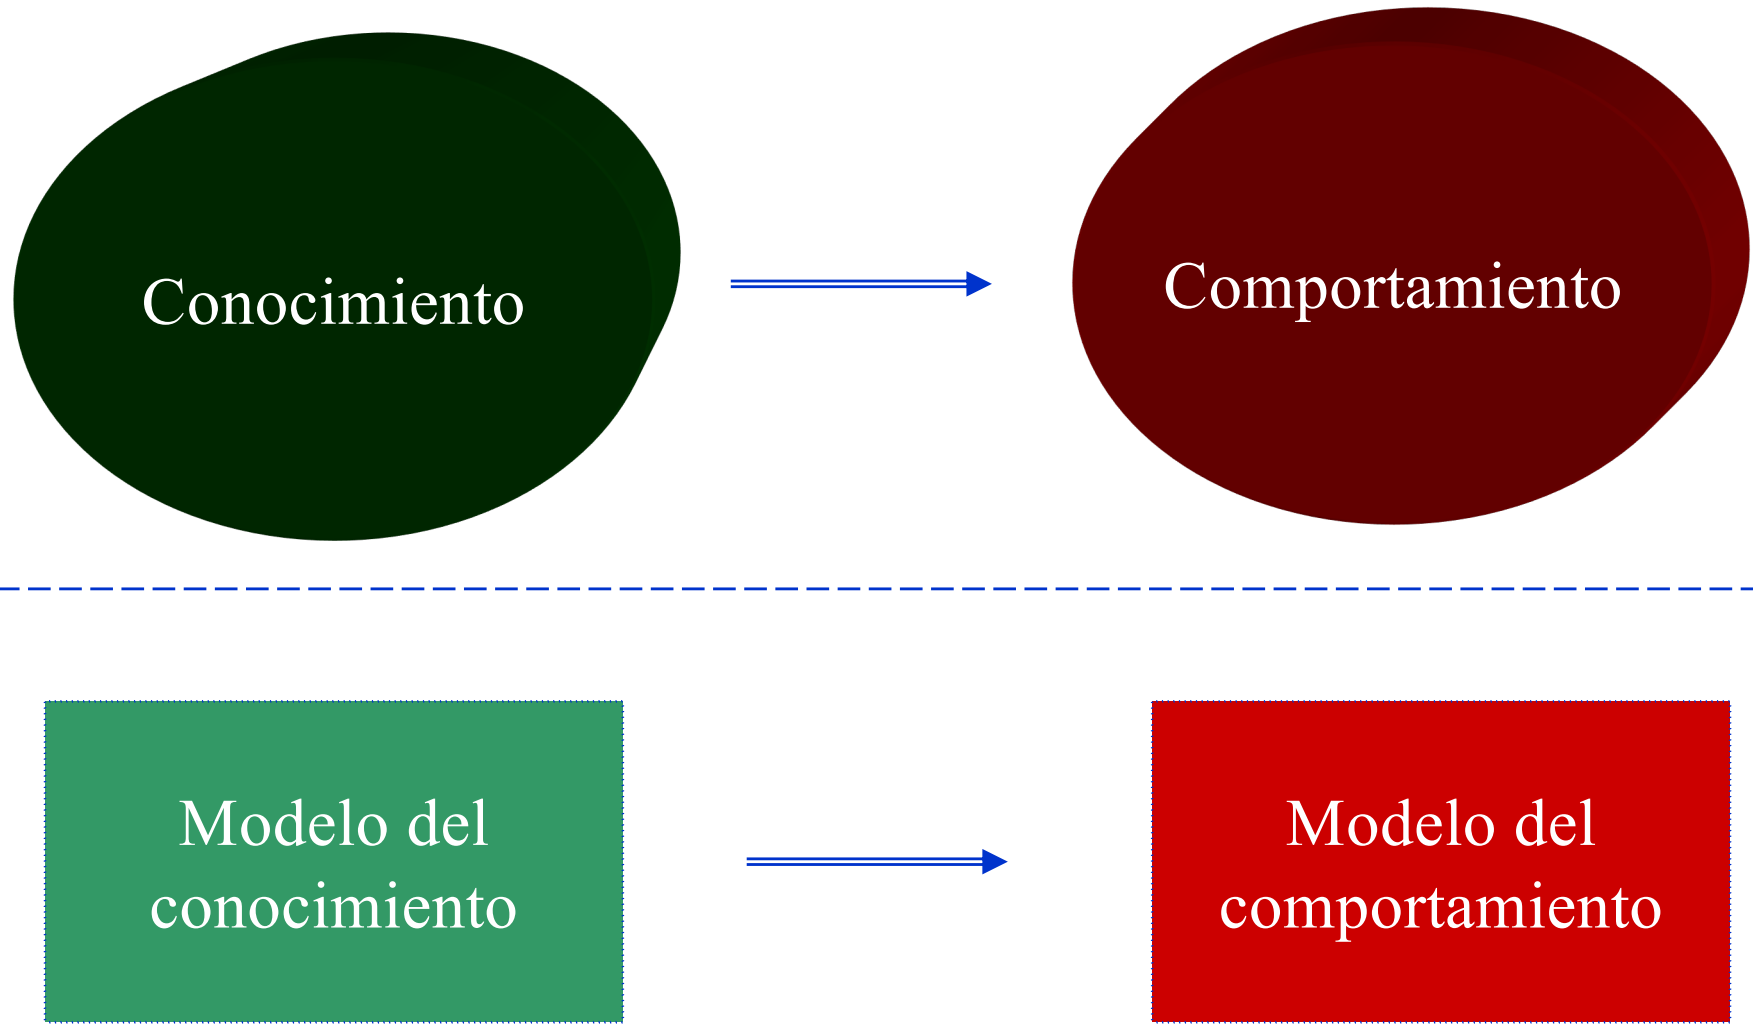 Conocimiento
Comportamiento
Modelo del
conocimiento
Modelo del
comportamiento